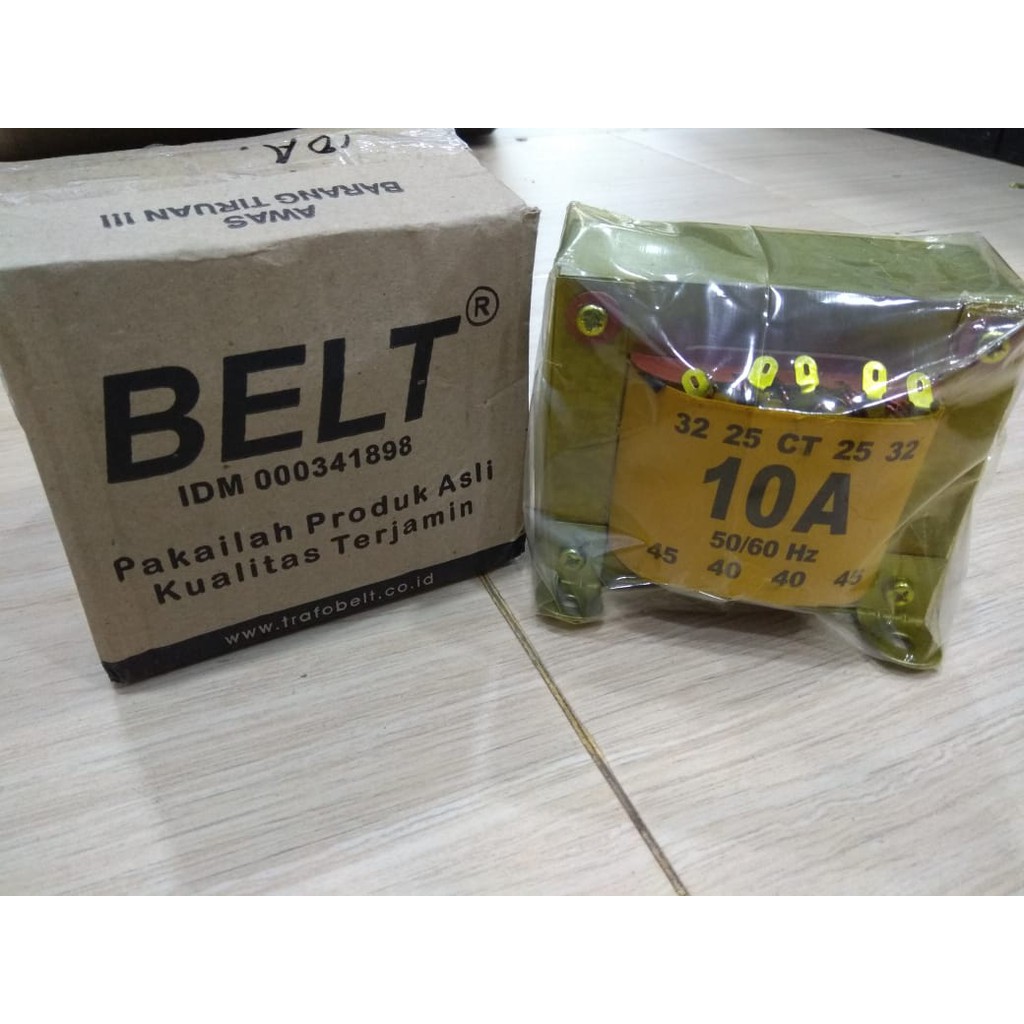 10A.
AWAS
BARANG TIRUAN !!!
BELT®
IDM 000341898
Pakailah Produk Asli
Kualitas Terjamin
www.trafobelt.co.id
32 25 CT 25 32
10A
50/60 Hz
45 40 40 45